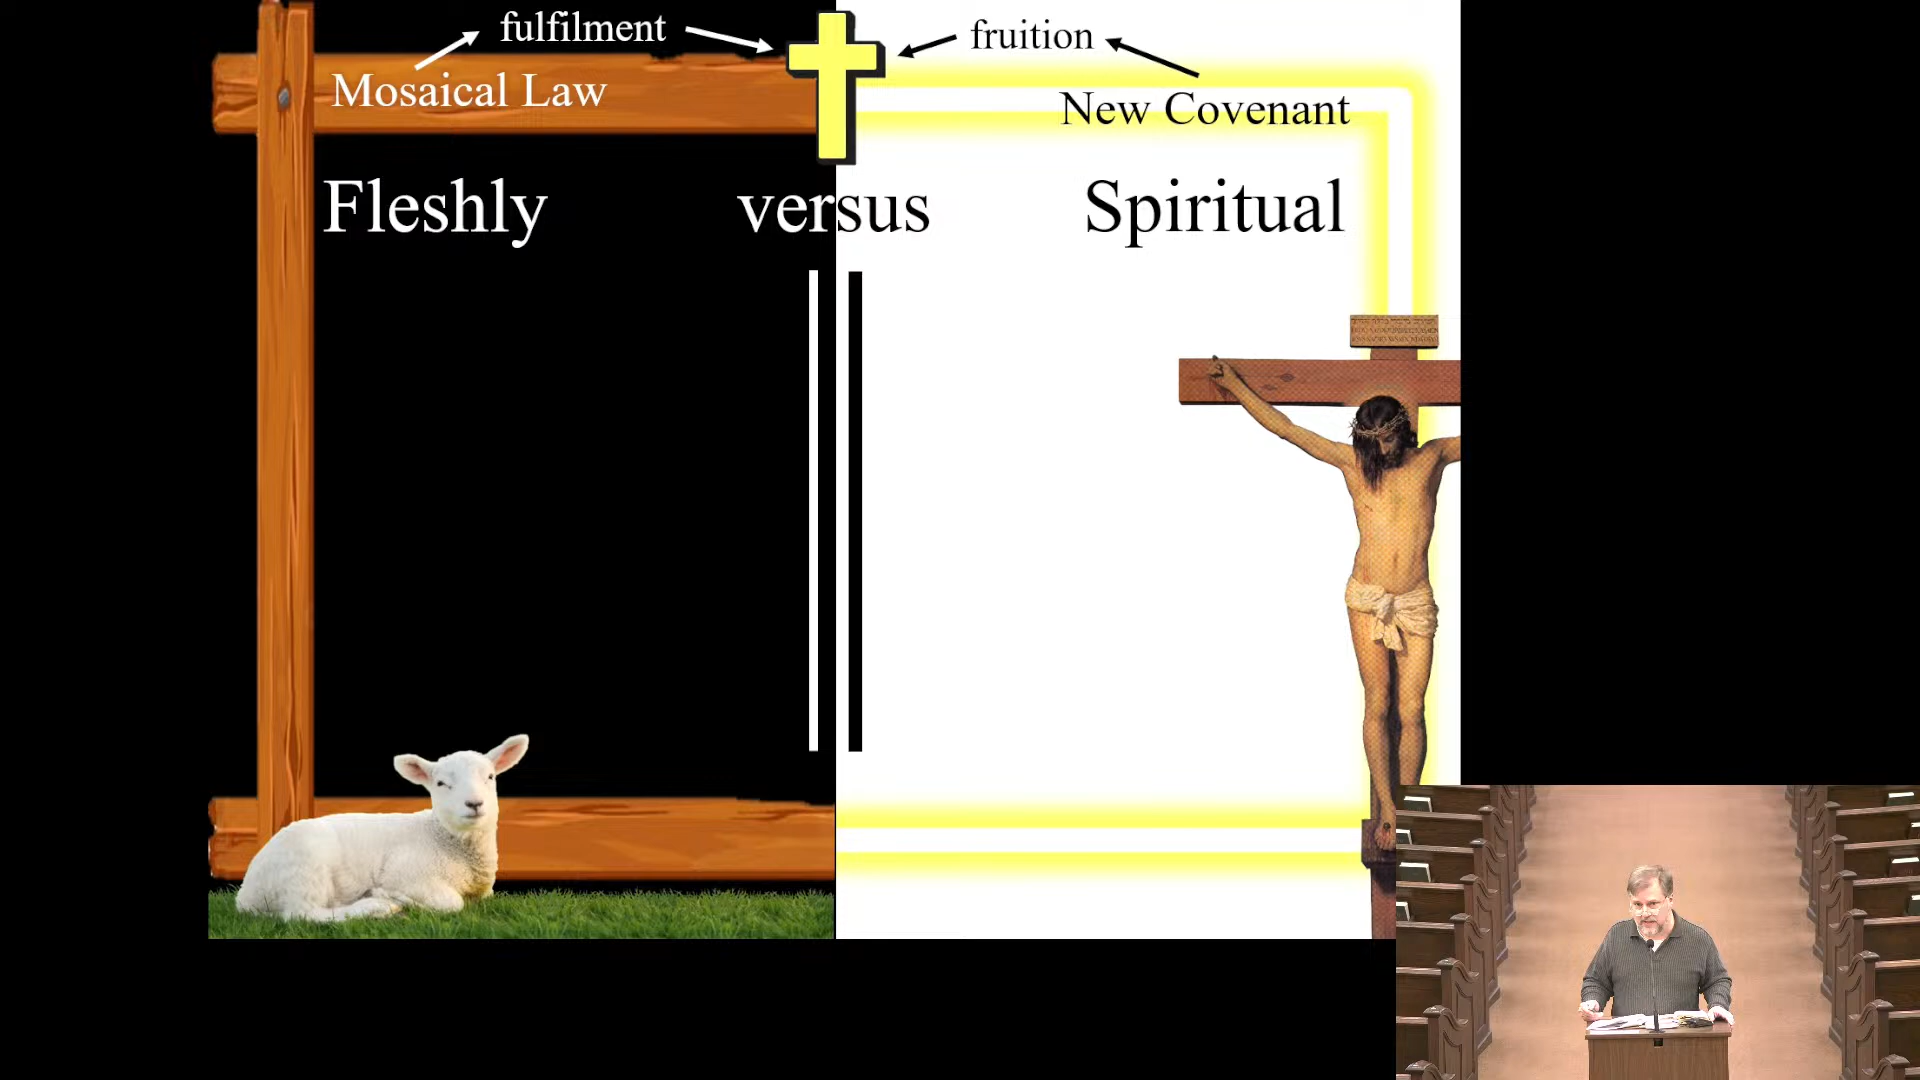 fulfilment
fruition
Mosaical Law
New Covenant
Fleshly versus Spiritual